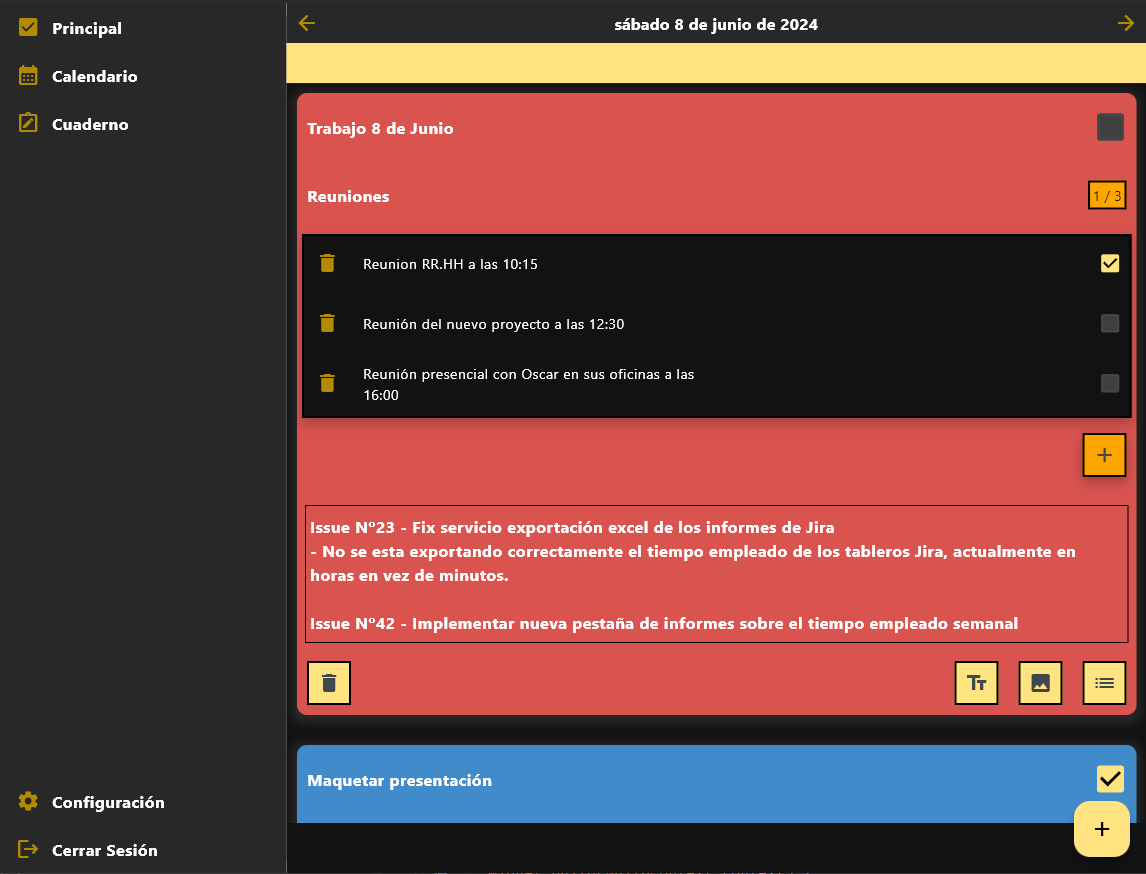 Principal
Calendario
Cuaderno
Configuración
Cerrar Sesión
sábado 8 de junio de 2024
Trabajo 8 de Junio
Reuniones
1 / 3
Reunion RR.HH a las 10:15
Reunión del nuevo proyecto a las 12:30
Reunión presencial con Oscar en sus oficinas a las
16:00
Issue Nº23 - Fix servicio exportación excel de los informes de Jira
- No se esta exportando correctamente el tiempo empleado de los tableros Jira, actualmente en
horas en vez de minutos.
Issue Nº42 - Implementar nueva pestaña de informes sobre el tiempo empleado semanal
Tт
Maquetar presentación